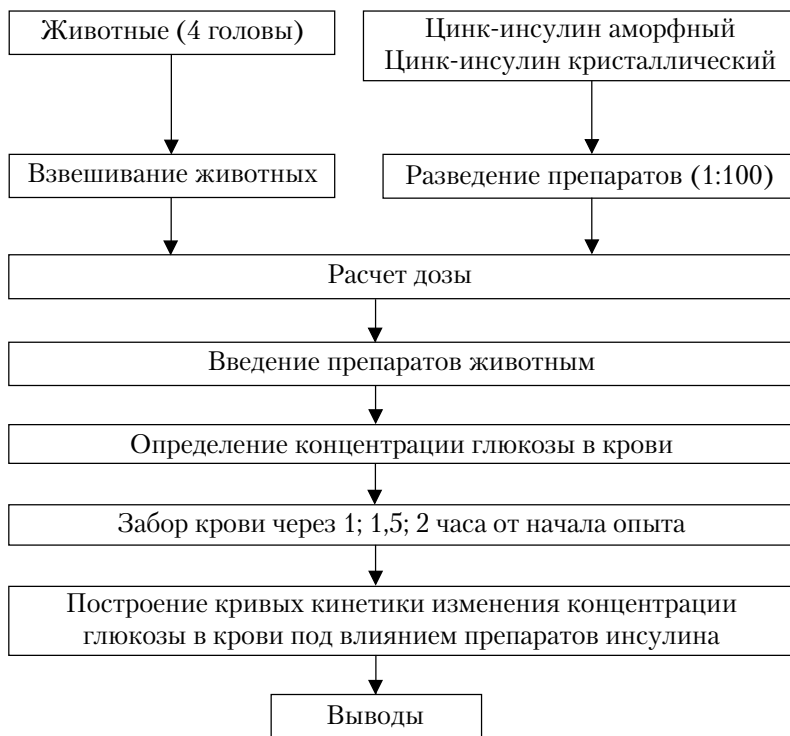 Животные (4 головы)
Цинк-инсулин аморфный
Цинк-инсулин кристаллический
Взвешивание животных
Разведение препаратов (1:100)
Расчет дозы
Введение препаратов животным
Определение концентрации глюкозы в крови
Забор крови через 1; 1,5; 2 часа от начала опыта
Построение кривых кинетики изменения концентрации
глюкозы в крови под влиянием препаратов инсулина
Выводы